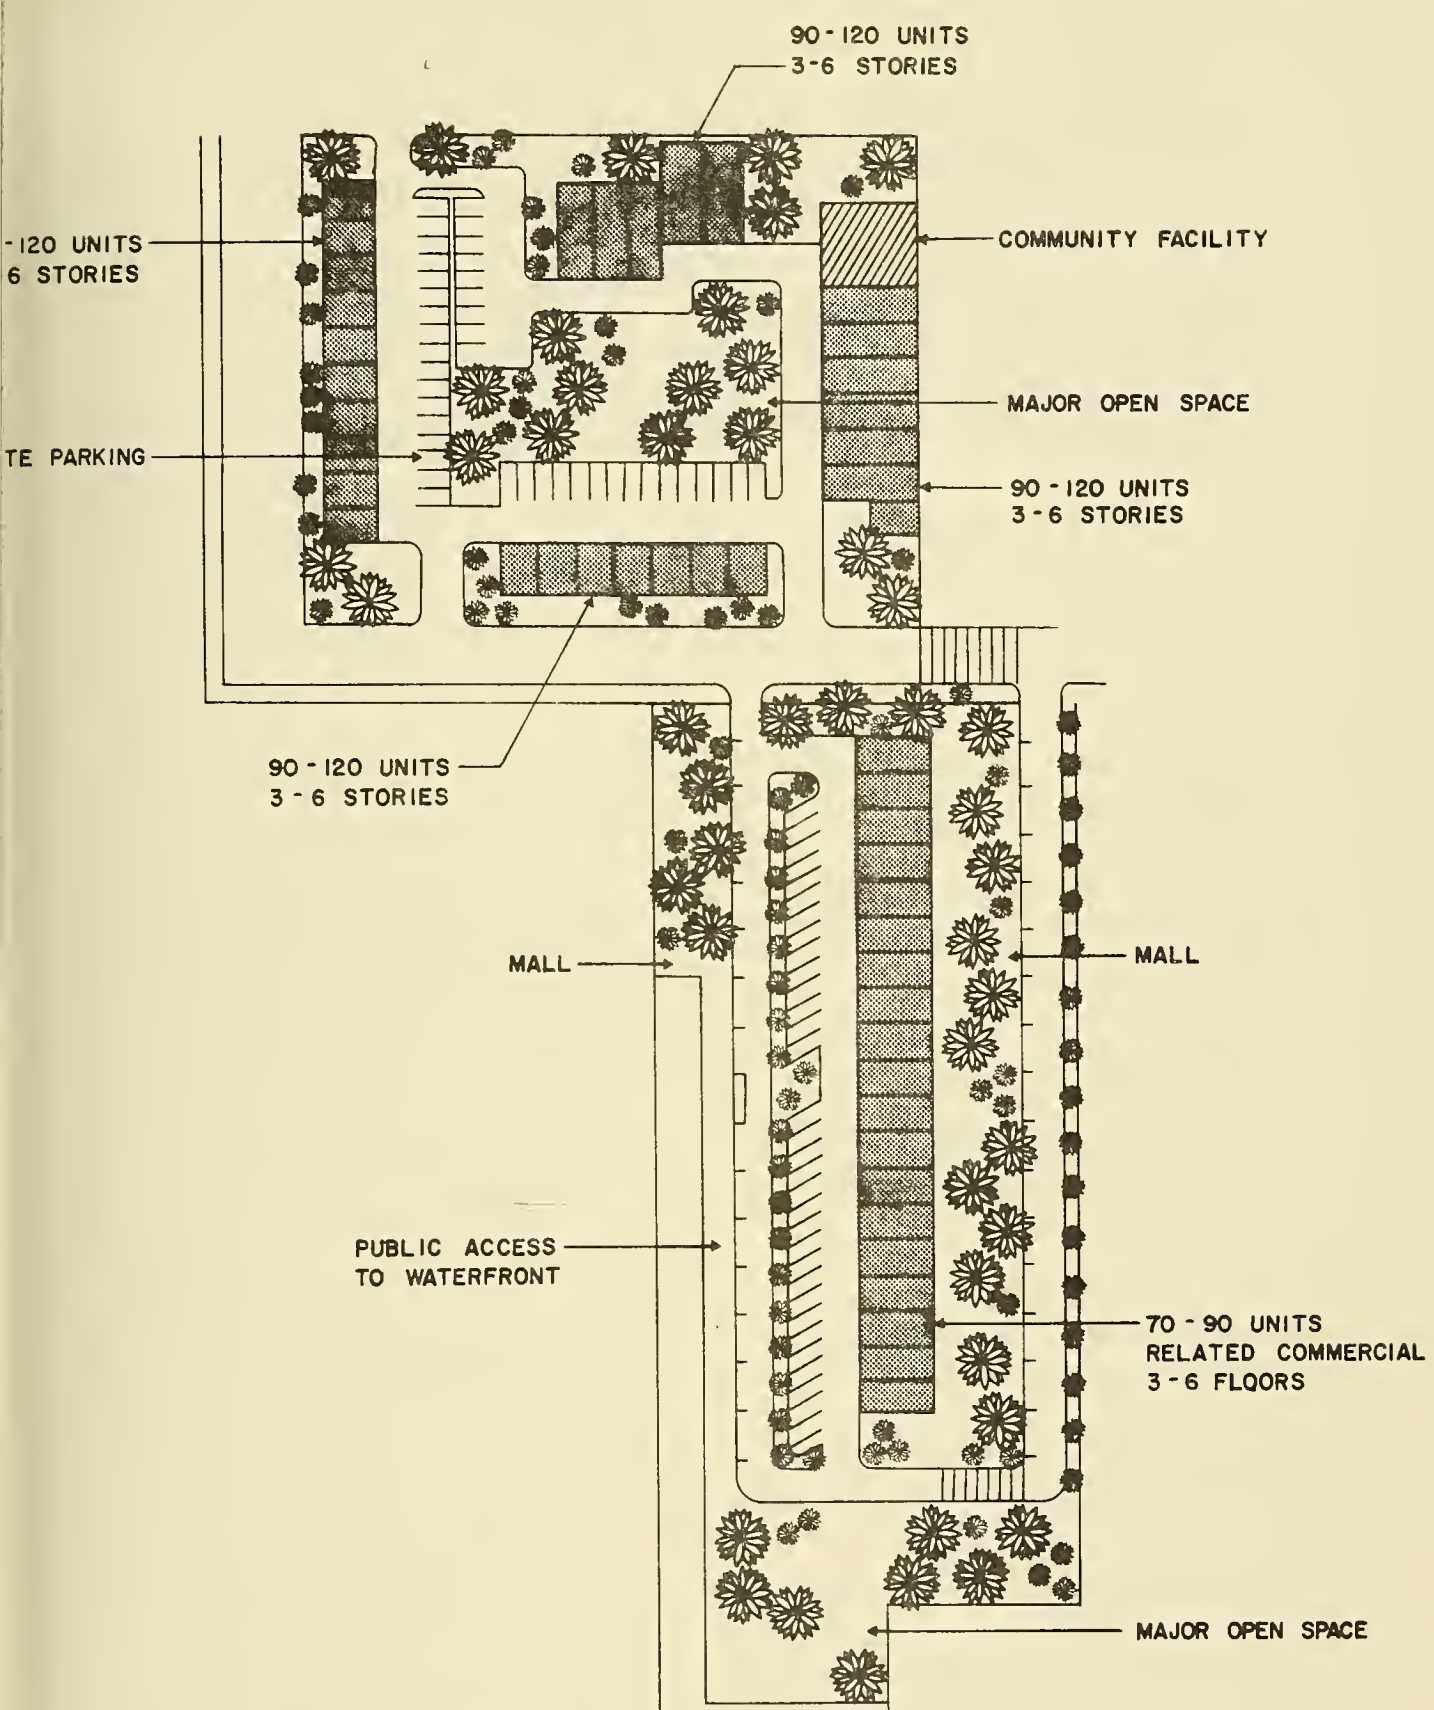 90-120 UNITS
3-6 STORIES
-120 UNITS
6 STORIES
COMMUNITY FACILITY
MAJOR OPEN SPACE
TE PARKING
90-120 UNITS
3-6 STORIES
90-120 UNITS
3-6 STORIES
MALL
MALL
PUBLIC ACCESS
TO WATERFRONT
70-90 UNITS
RELATED COMMERCIAL
3-6 FLOORS
MAJOR OPEN SPACE